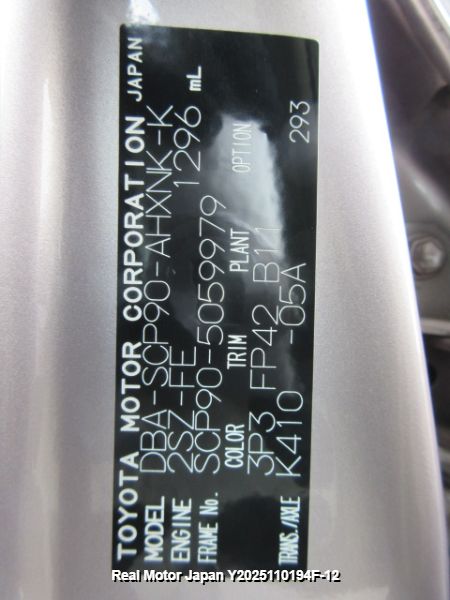 TOYOTA MOTOR CORPORATION JAPAN
MODEL DBA-SCP90-AHXNK-K
ENGINE 2SZ-FE 1296 mL
FRAME No. SCP90-5059979
COLOR TRIM PLANT OPTION
3P3 FP42 B11
TRANS./AXLE K410 -05A 293
Real Motor Japan Y2025110194F-12